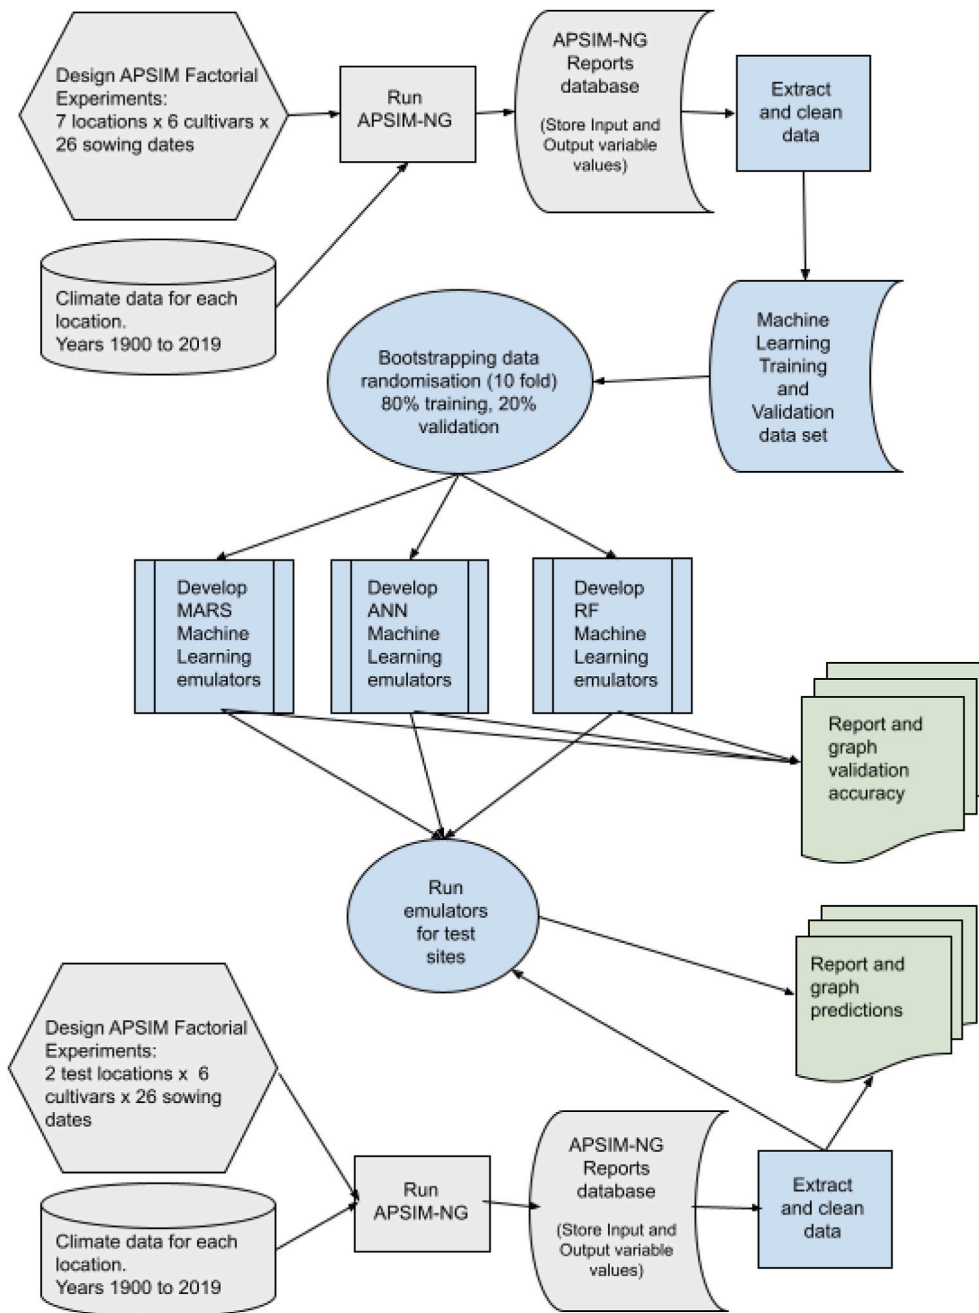 Design APSIM Factorial
Experiments:
7 locations x 6 cultivars x
26 sowing dates
Run
APSIM-NG
APSIM-NG
Reports
database
(Store Input and
Output variable
values)
Extract
and clean
data
Climate data for each
location.
Years 1900 to 2019
Bootstrapping data
randomisation (10 fold)
80% training, 20%
validation
Machine
Learning
Training
and
Validation
data set
Develop
MARS
Machine
Learning
emulators
Develop
ANN
Machine
Learning
emulators
Develop
RF
Machine
Learning
emulators
Report and
graph
validation
accuracy
Run
emulators
for test
sites
Report and
graph
predictions
Design APSIM Factorial
Experiments:
2 test locations x 6
cultivars x 26 sowing
dates
Run
APSIM-NG
APSIM-NG
Reports
database
(Store Input and
Output variable
values)
Extract
and clean
data
Climate data for each
location.
Years 1900 to 2019